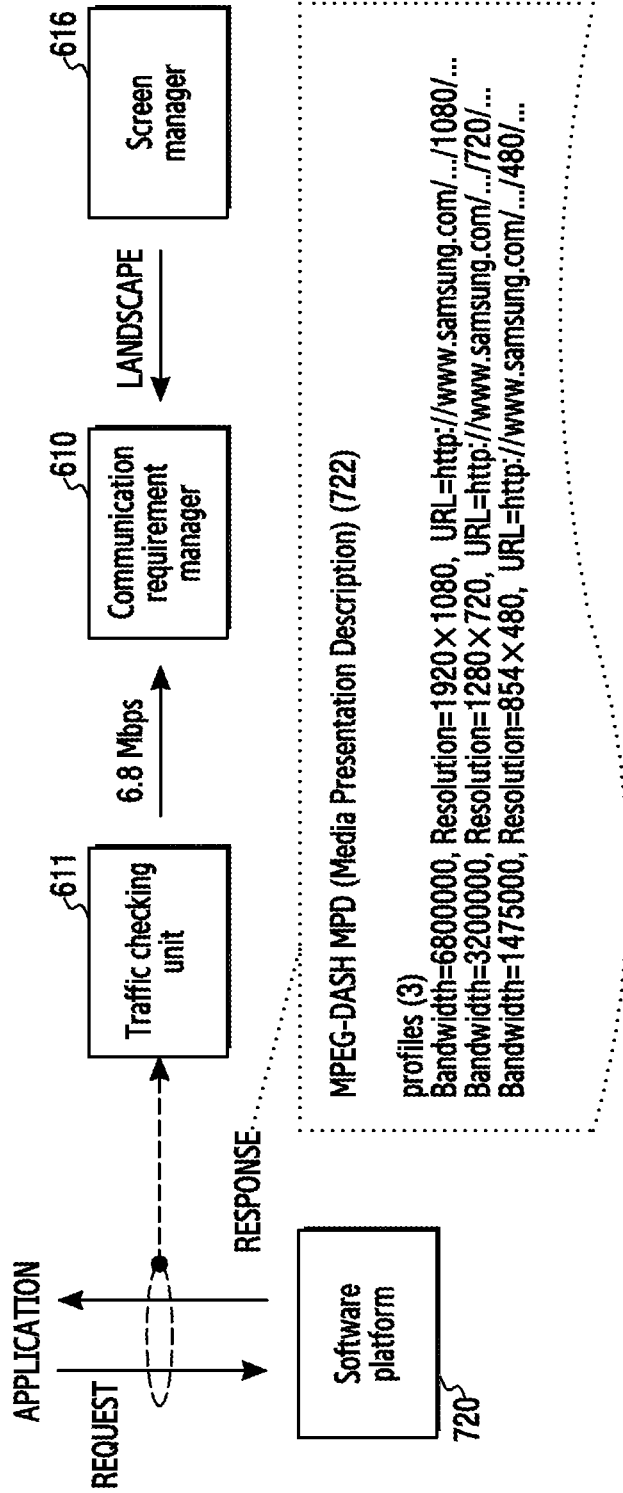 APPLICATION
REQUEST
RESPONSE
Software
platform
720
611
Traffic checking
unit
6.8 Mbps
610
Communication
requirement
manager
LANDSCAPE
616
Screen
manager
MPEG-DASH MPD (Media Presentation Description) (722)
profiles (3)
Bandwidth=6800000, Resolution=1920×1080, URL=http://www.samsung.com/.../1080/...
Bandwidth=3200000, Resolution=1280×720, URL=http://www.samsung.com/.../720/...
Bandwidth=1475000, Resolution=854×480, URL=http://www.samsung.com/.../480/...